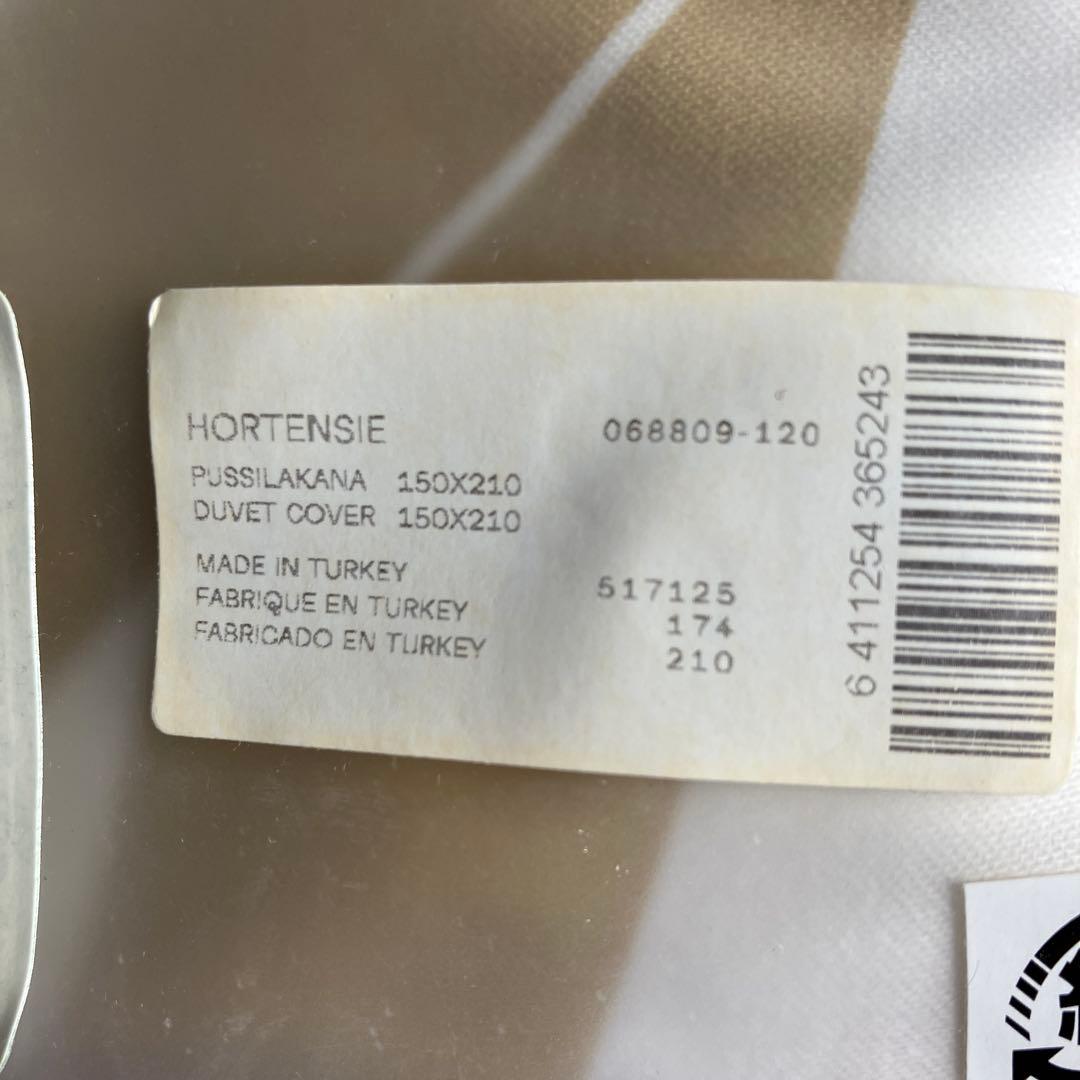 HORTENSIE 068809-120
PUSSILAKANA 150X210
DUVET COVER 150X210
MADE IN TURKEY
FABRIQUE EN TURKEY
FABRICADO EN TURKEY
517125
174
210
6 411254 365243